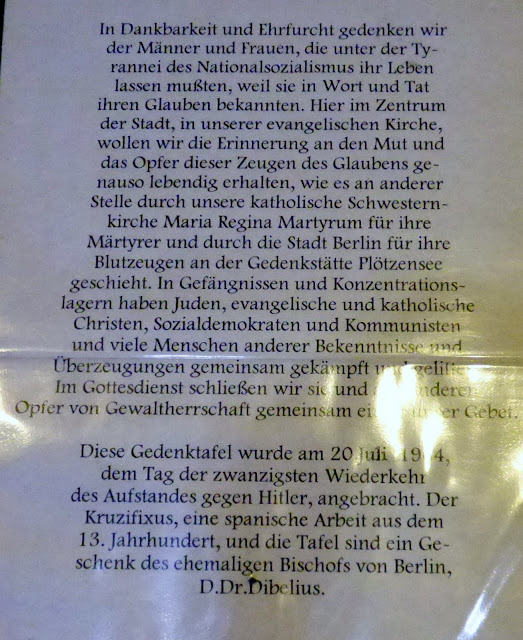 In Dankbarkeit und Ehrfurcht gedenken wir
der Männer und Frauen, die unter der Ty-
rannei des Nationalsozialismus ihr Leben
lassen mußten, weil sie in Wort und Tat
ihren Glauben bekannten. Hier im Zentrum
der Stadt, in unserer evangelischen Kirche,
wollen wir die Erinnerung an den Mut und
das Opfer dieser Zeugen des Glaubens ge-
nauso lebendig erhalten, wie es an anderer
Stelle durch unsere katholische Schwestern-
kirche Maria Regina Martyrum für ihre
Märtyrer und durch die Stadt Berlin für ihre
Blutzeugen an der Gedenkstätte Plötzensee
geschieht. In Gefängnissen und Konzentrations-
lagern haben Juden, evangelische und katholische
Christen, Sozialdemokraten und Kommunisten
und viele Menschen anderer Bekenntnisse und
Überzeugungen gemeinsam gekämpft und
Im Gottesdienst schließen wir sie und
Opfer von Gewaltherrschaft gemeinsam Gebet.
Diese Gedenktafel wurde am 20 Juli
dem Tag der zwanzigsten Wiederkehr
des Aufstandes gegen Hitler, angebracht. Der
Kruzifixus, eine spanische Arbeit aus dem
13. Jahrhundert, und die Tafel sind ein Ge-
schenk des ehemaligen Bischofs von Berlin,
D.Dr.Dibelius.